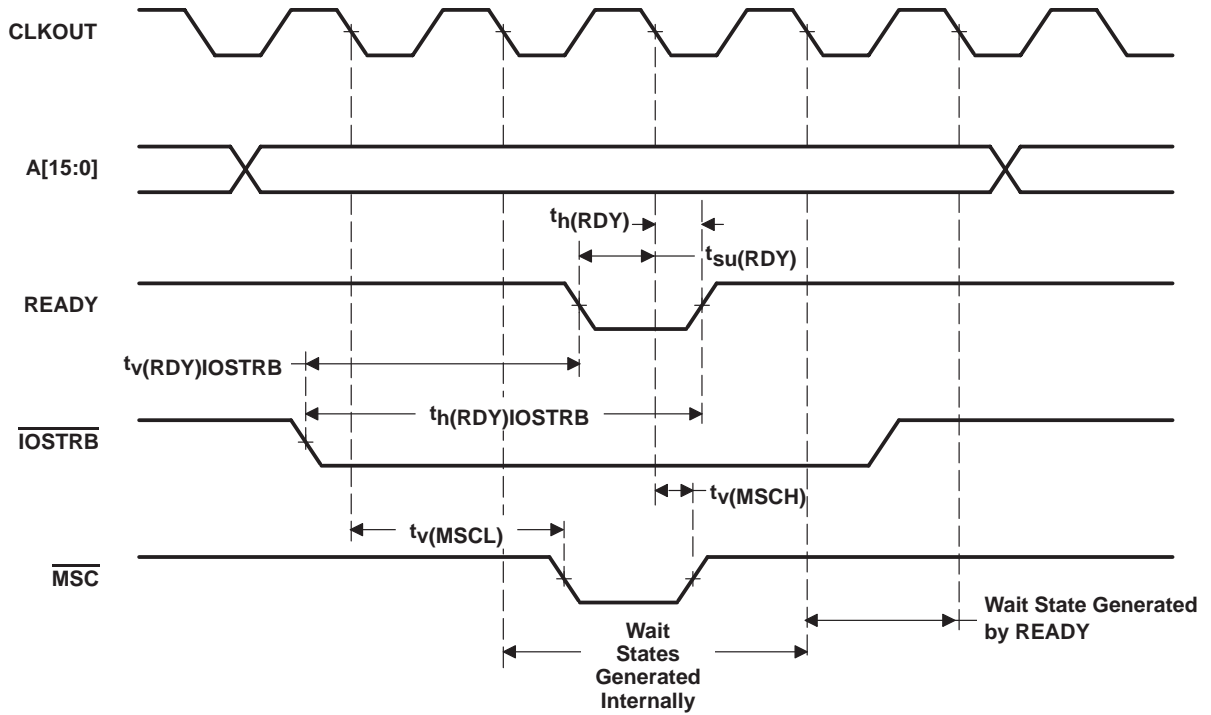 CLKOUT
A[15:0]
th(RDY)
tsu(RDY)
READY
tv(RDY)IOSTRB
th(RDY)IOSTRB
IOSTRB
tv(MSCH)
tv(MSCL)
MSC
Wait State Generated
by READY
Wait
States
Generated
Internally